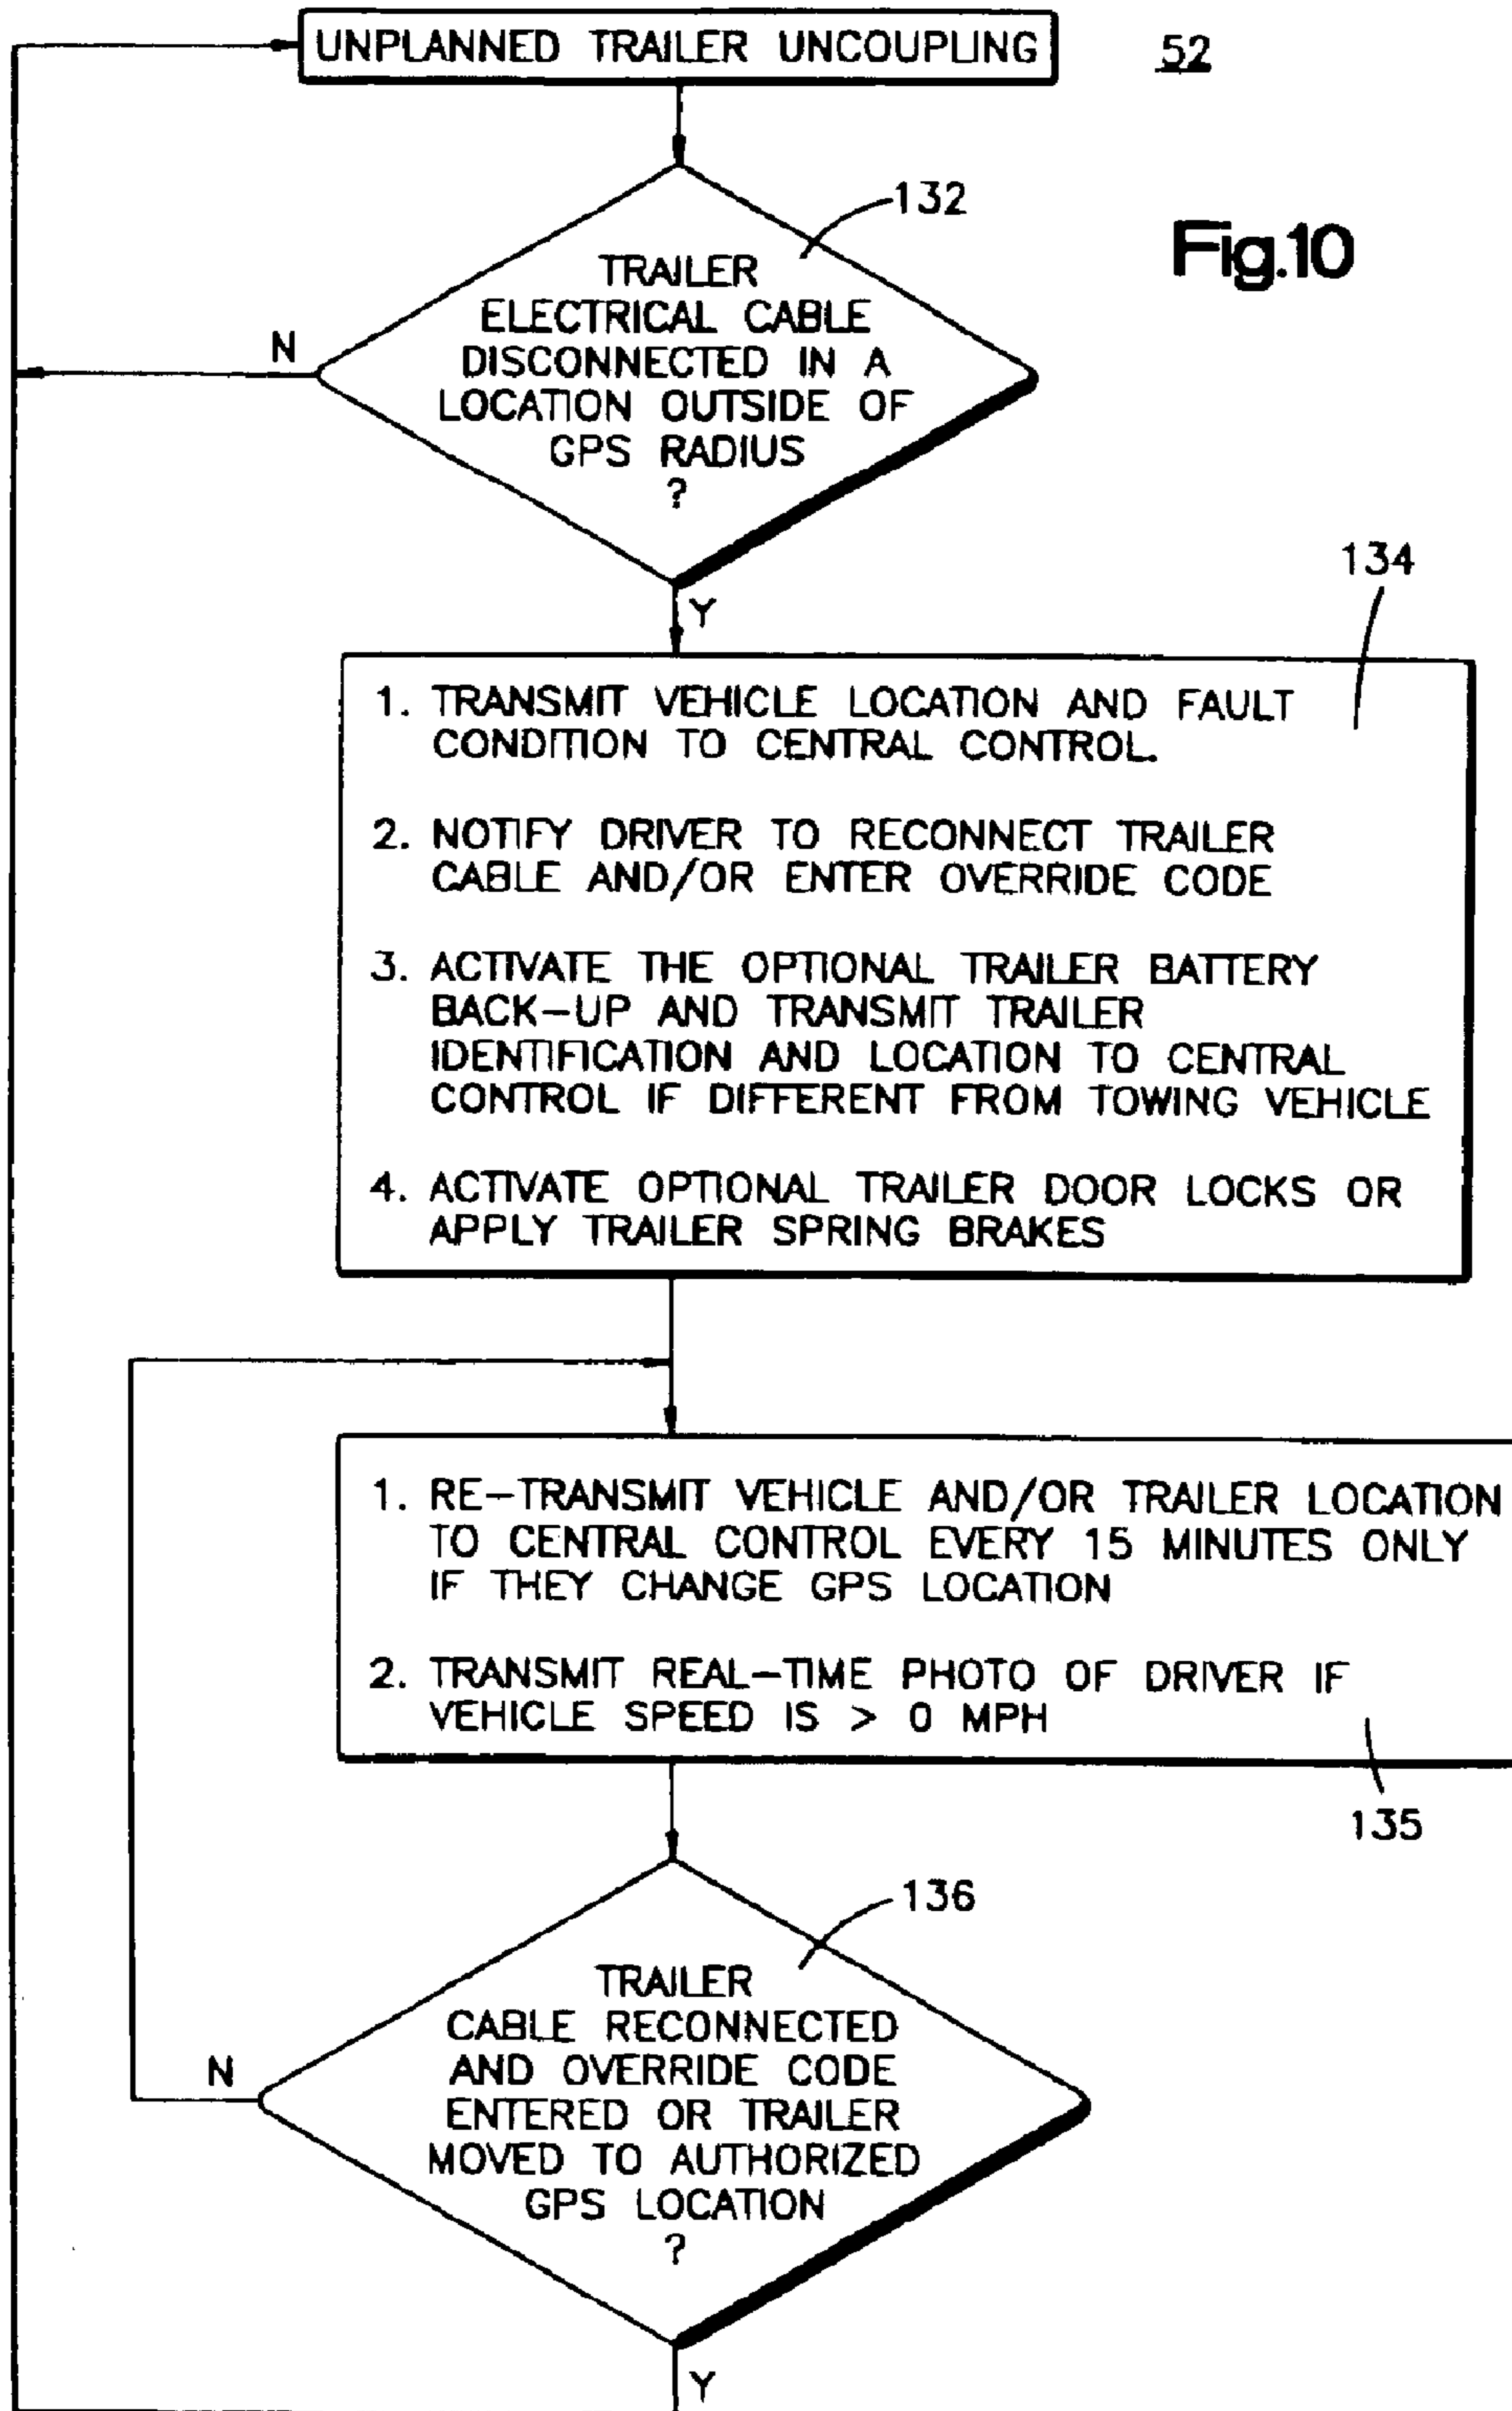 UNPLANNED TRAILER UNCOUPLING
52
132
Fig.10
TRAILER
ELECTRICAL CABLE
DISCONNECTED IN A
LOCATION OUTSIDE OF
GPS RADIUS
?
N
Y
134
1. TRANSMIT VEHICLE LOCATION AND FAULT
CONDITION TO CENTRAL CONTROL.
2. NOTIFY DRIVER TO RECONNECT TRAILER
CABLE AND/OR ENTER OVERRIDE CODE
3. ACTIVATE THE OPTIONAL TRAILER BATTERY
BACK-UP AND TRANSMIT TRAILER
IDENTIFICATION AND LOCATION TO CENTRAL
CONTROL IF DIFFERENT FROM TOWING VEHICLE
4. ACTIVATE OPTIONAL TRAILER DOOR LOCKS OR
APPLY TRAILER SPRING BRAKES
1. RE-TRANSMIT VEHICLE AND/OR TRAILER LOCATION
TO CENTRAL CONTROL EVERY 15 MINUTES ONLY
IF THEY CHANGE GPS LOCATION
2. TRANSMIT REAL-TIME PHOTO OF DRIVER IF
VEHICLE SPEED IS > 0 MPH
135
136
TRAILER
CABLE RECONNECTED
AND OVERRIDE CODE
ENTERED OR TRAILER
MOVED TO AUTHORIZED
GPS LOCATION
?
N
Y